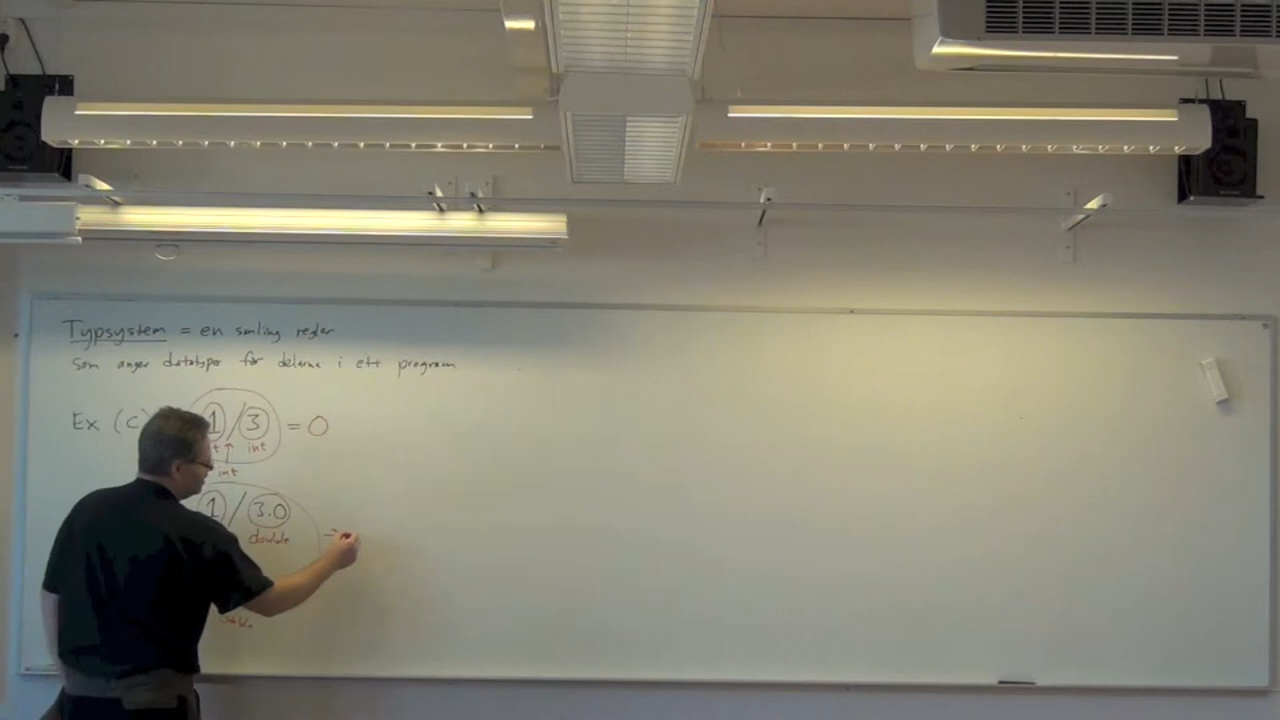 Typsystem = en smling regler
som anger datatyper för delarna i ett program
Ex (C) 1/3 = 0
int
int
1/3.0
double